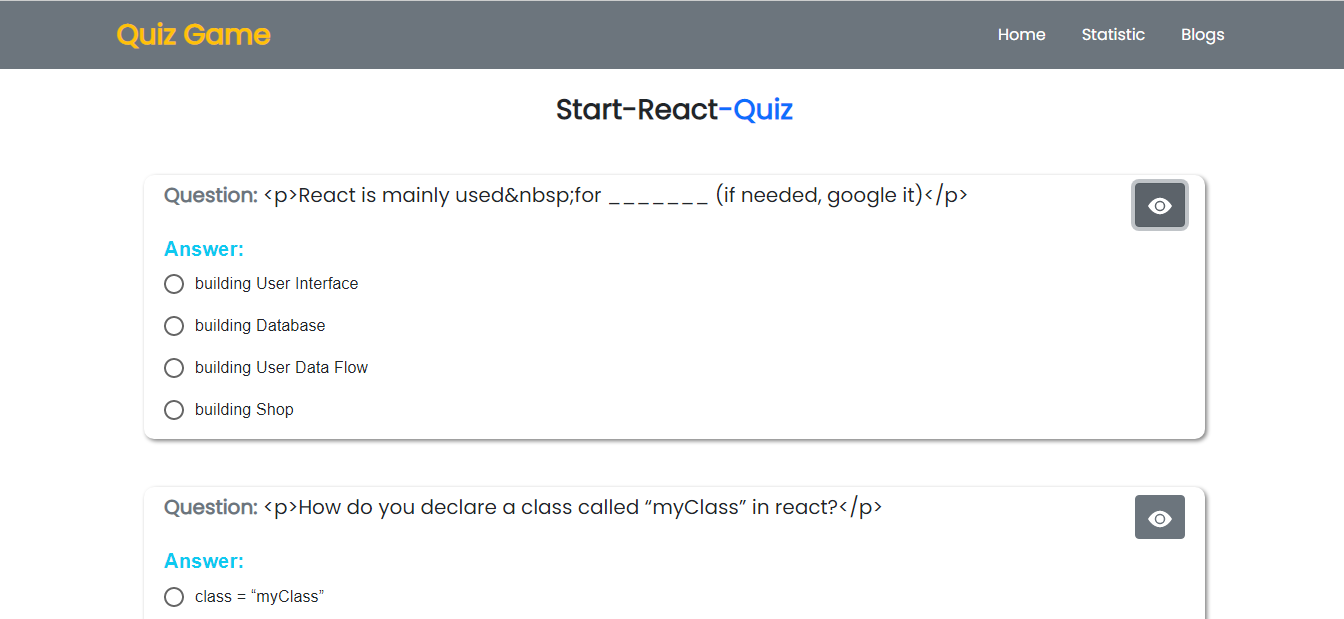 Quiz Game
Home Statistic Blogs
Start-React-Quiz
Question: <p>React is mainly used&nbsp;for _______ (if needed, google it)</p>
Answer:
building User Interface
building Database
building User Data Flow
building Shop
Question: <p>How do you declare a class called “myClass” in react?</p>
Answer:
class = “myClass”